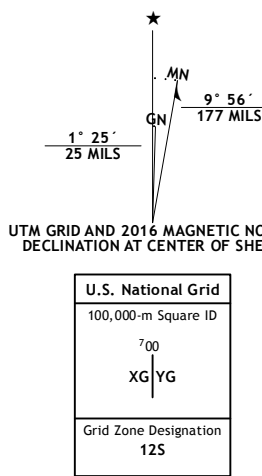 ★
MN
GN
9° 56´
177 MILS
1° 25´
25 MILS
UTM GRID AND 2016 MAGNETIC NO
DECLINATION AT CENTER OF SHE
U.S. National Grid
100,000-m Square ID
⁷00
XG YG
Grid Zone Designation
12S